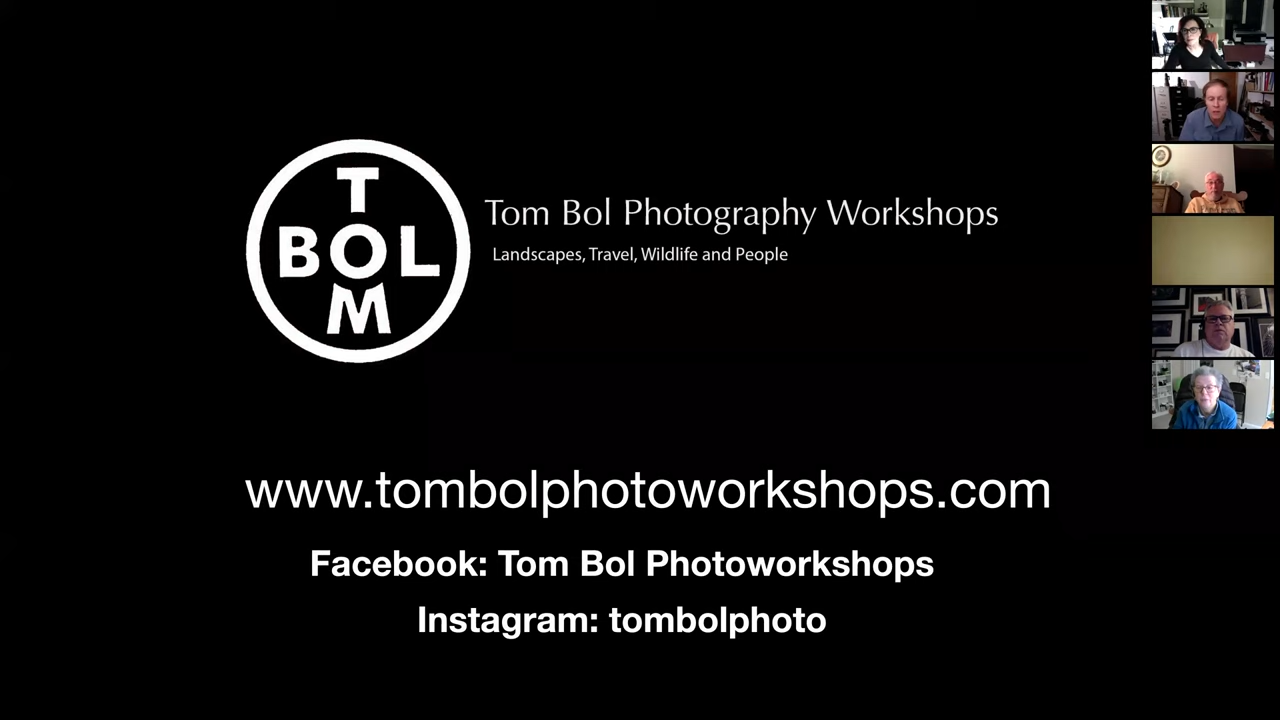 T
BOL
M
Tom Bol Photography Workshops
Landscapes, Travel, Wildlife and People
www.tombolphotoworkshops.com
Facebook: Tom Bol Photoworkshops
Instagram: tombolphoto